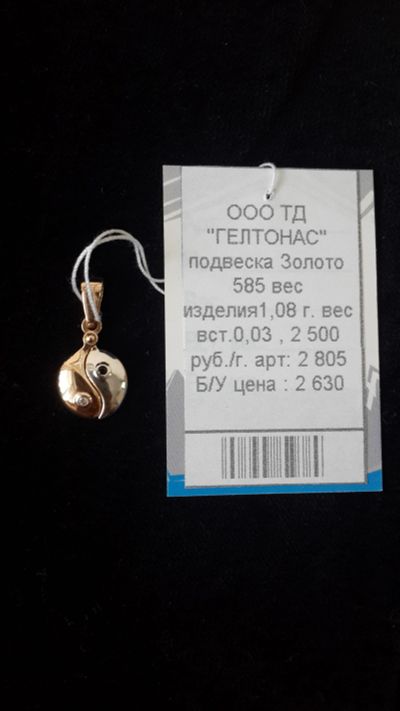 ООО ТД
"ГЕЛТОНАС"
подвеска Золото
585 вес
изделия1,08 г. вес
вст.0,03 , 2 500
руб./г. арт: 2 805
Б/У цена : 2 630